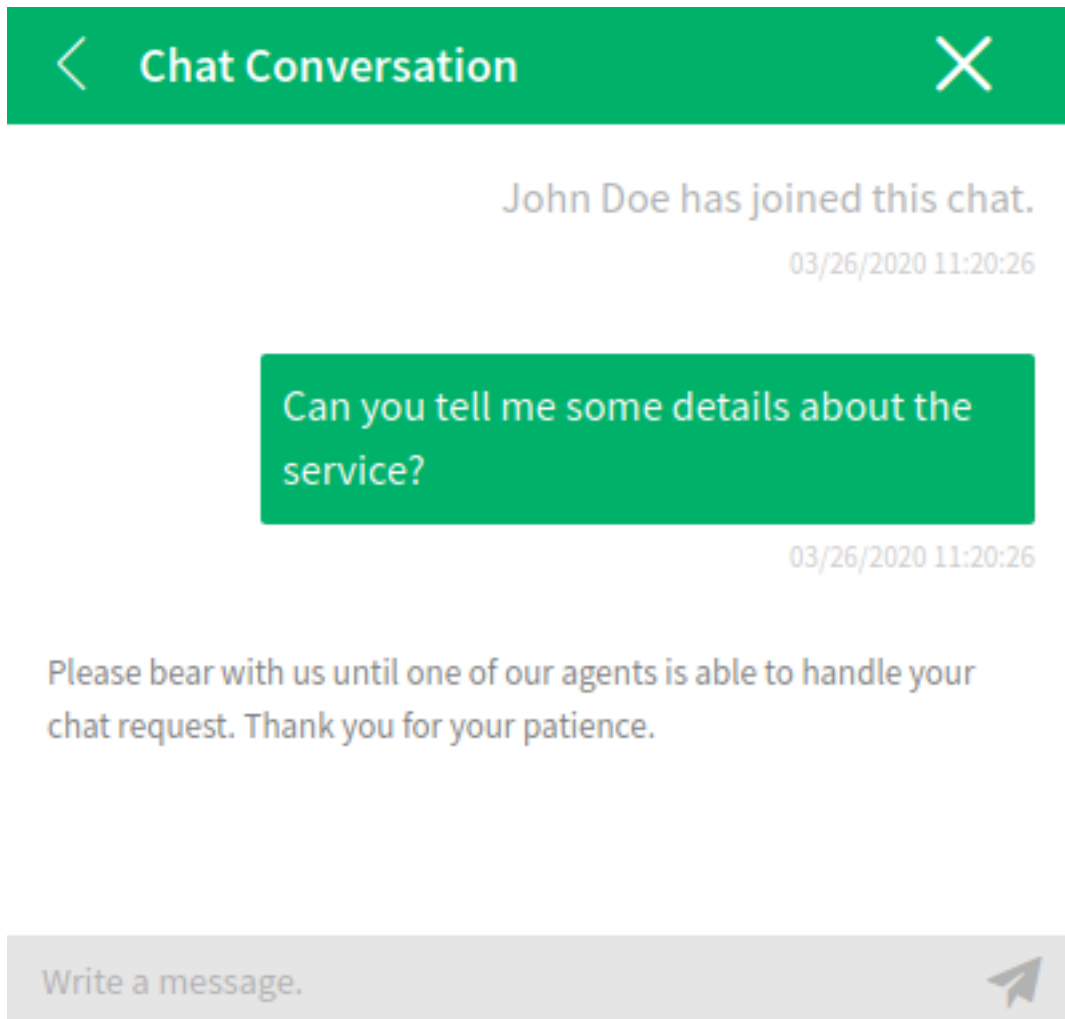 Chat Conversation
John Doe has joined this chat.
03/26/2020 11:20:26
Can you tell me some details about the
service?
03/26/2020 11:20:26
Please bear with us until one of our agents is able to handle your
chat request. Thank you for your patience.
Write a message.